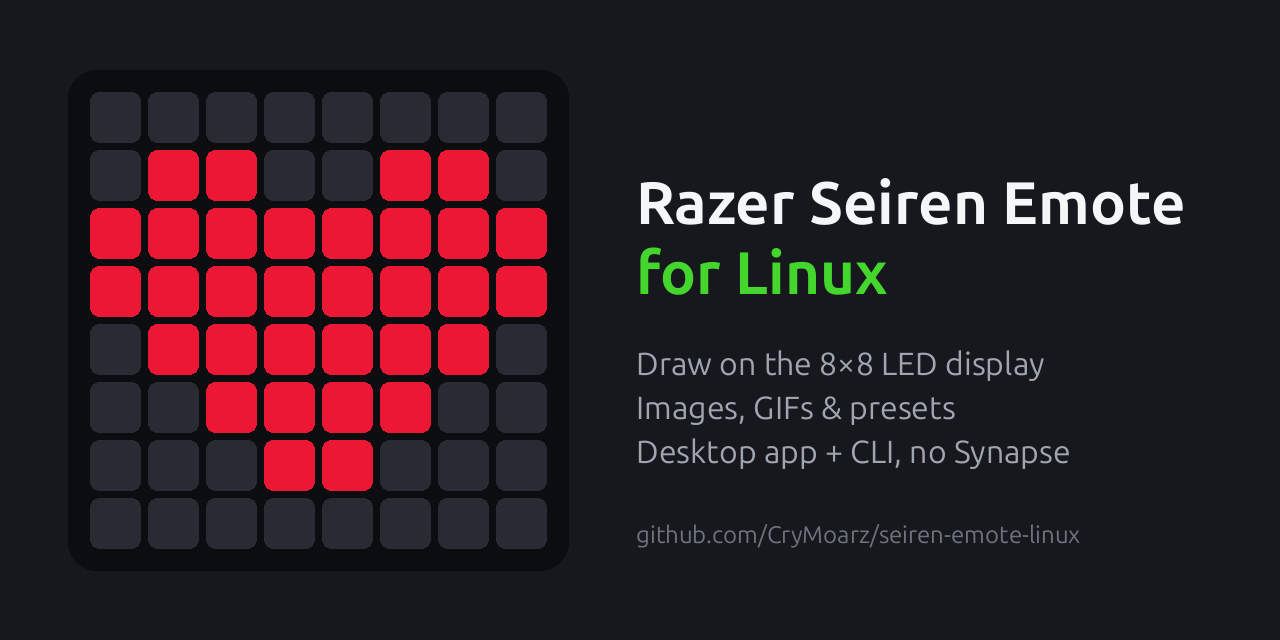 Razer Seiren Emote
for Linux
Draw on the 8×8 LED display
Images, GIFs & presets
Desktop app + CLI, no Synapse
github.com/CryMoarz/seiren-emote-linux